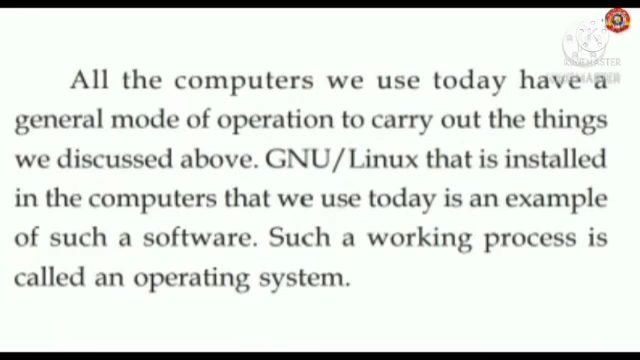 KINEMASTER
All the computers we use today have a
general mode of operation to carry out the things
we discussed above. GNU/Linux that is installed
in the computers that we use today is an example
of such a software. Such a working process is
called an operating system.